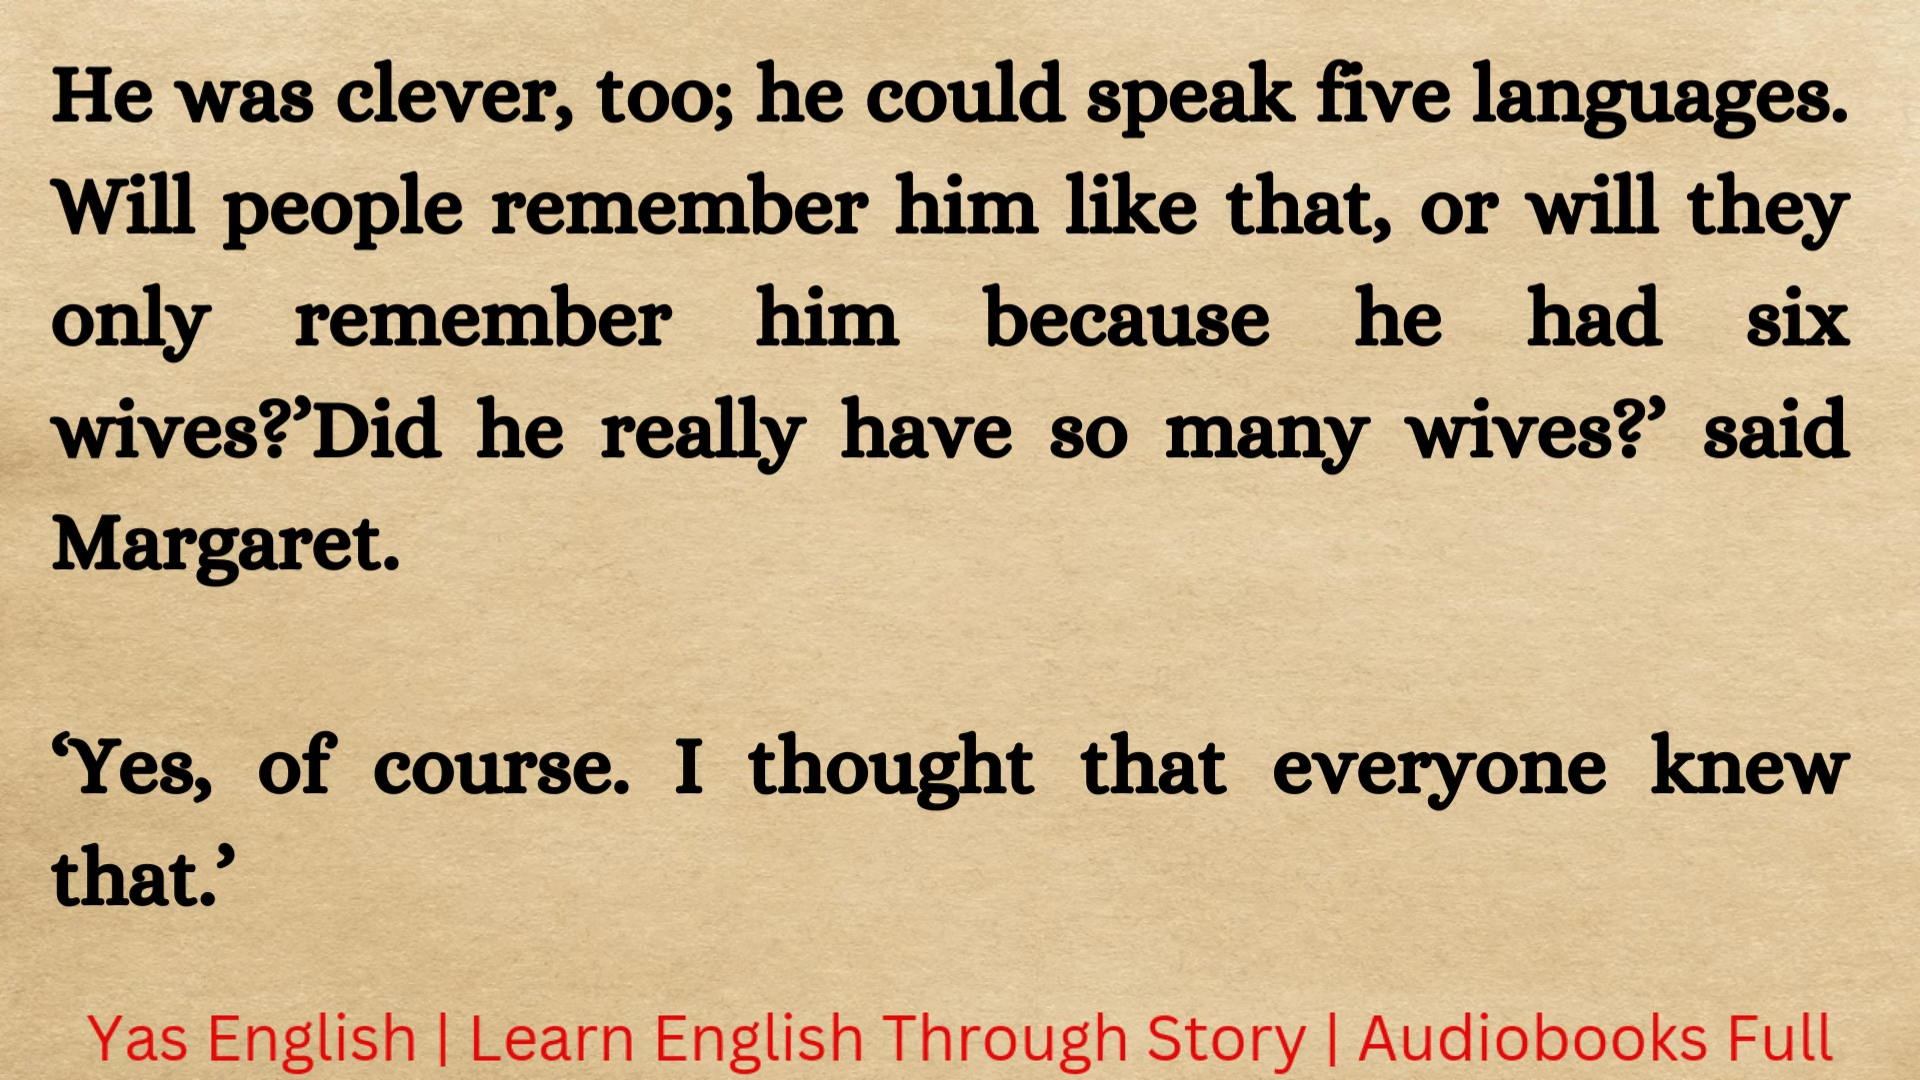 He was clever, too; he could speak five languages.
Will people remember him like that, or will they
only remember him because he had six
wives?’Did he really have so many wives?’ said
Margaret.
‘Yes, of course. I thought that everyone knew
that.’
Yas English | Learn English Through Story | Audiobooks Full